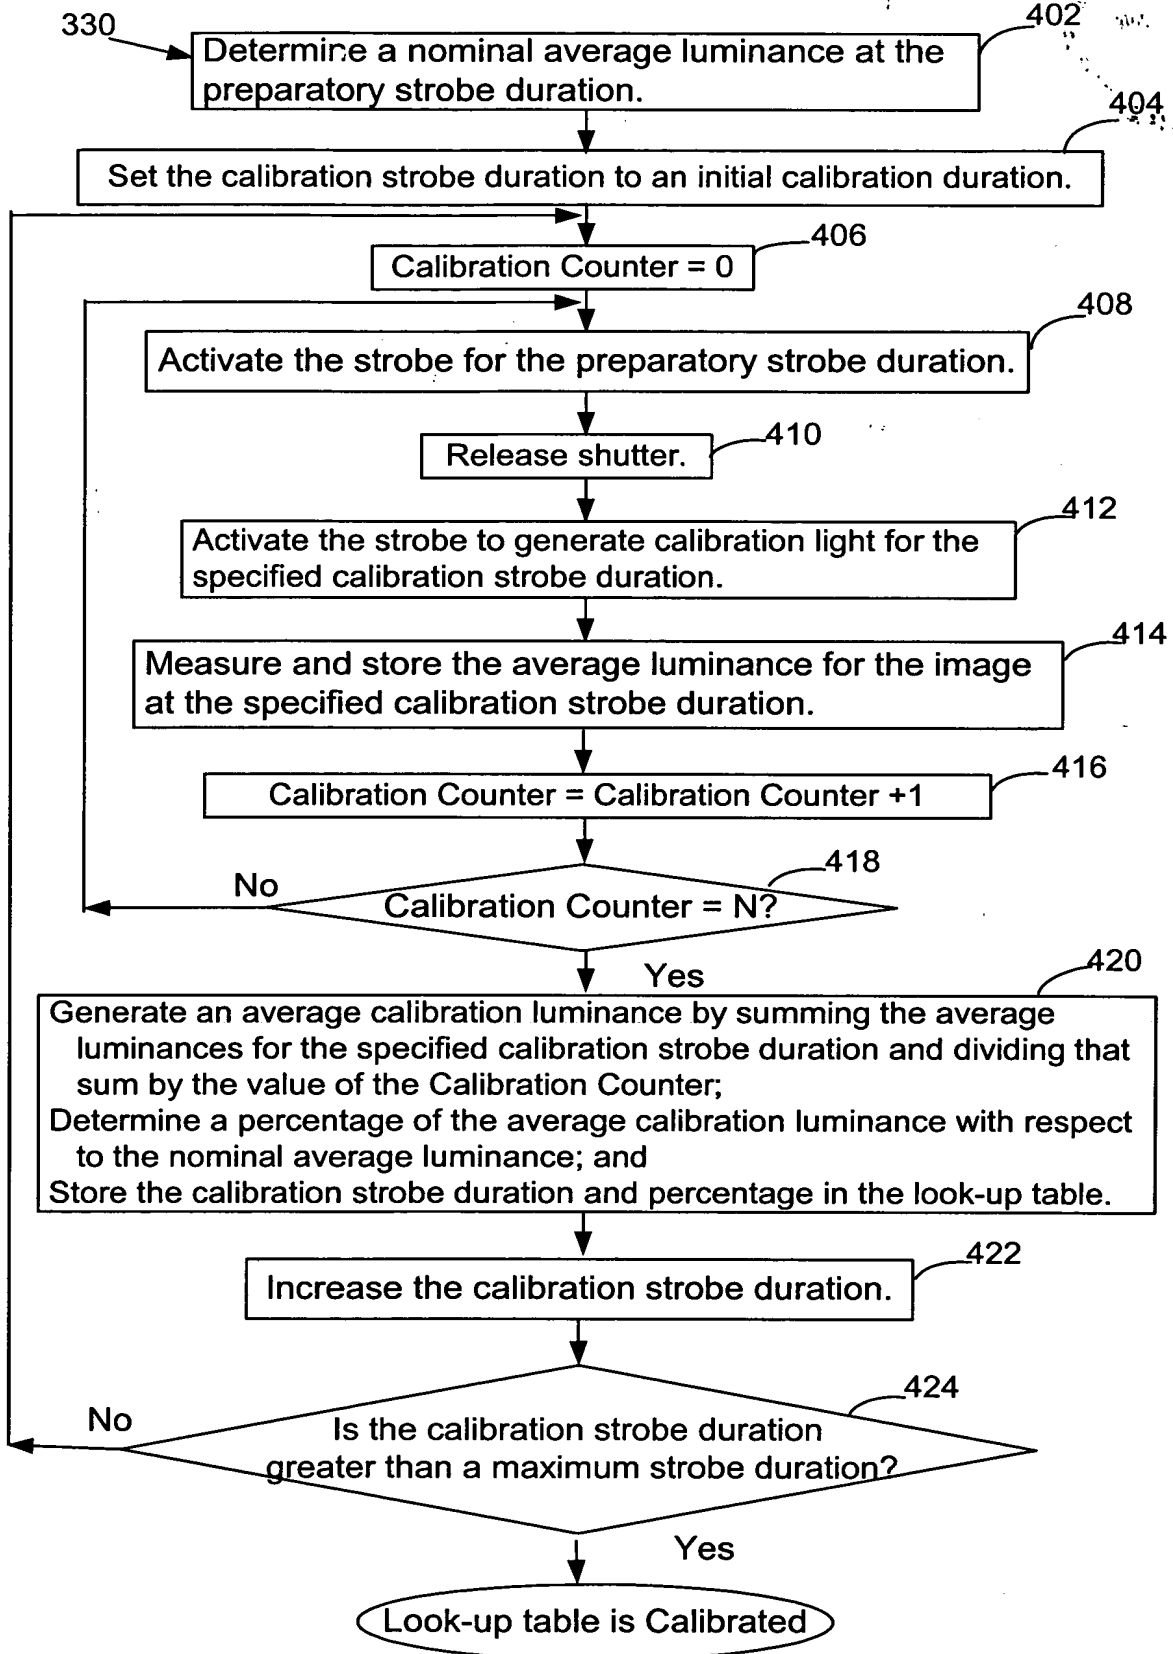 330
402
Determine a nominal average luminance at the
preparatory strobe duration.
404
Set the calibration strobe duration to an initial calibration duration.
406
Calibration Counter = 0
408
Activate the strobe for the preparatory strobe duration.
410
Release shutter.
412
Activate the strobe to generate calibration light for the
specified calibration strobe duration.
414
Measure and store the average luminance for the image
at the specified calibration strobe duration.
416
Calibration Counter = Calibration Counter +1
418
No
Calibration Counter = N?
Yes
420
Generate an average calibration luminance by summing the average
luminances for the specified calibration strobe duration and dividing that
sum by the value of the Calibration Counter;
Determine a percentage of the average calibration luminance with respect
to the nominal average luminance; and
Store the calibration strobe duration and percentage in the look-up table.
422
Increase the calibration strobe duration.
424
No
Is the calibration strobe duration
greater than a maximum strobe duration?
Yes
Look-up table is Calibrated